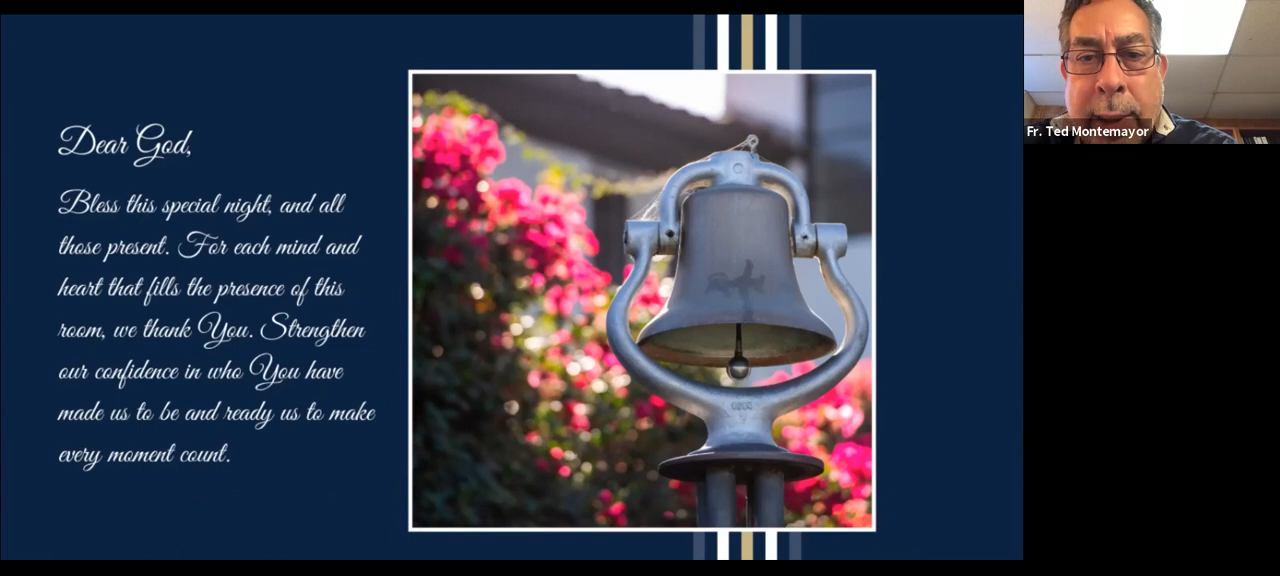 Dear God,
Bless this special night, and all
those present. For each mind and
heart that fills the presence of this
room, we thank You. Strengthen
our confidence in who You have
made us to be and ready us to make
every moment count.
Fr. Ted Montemayor